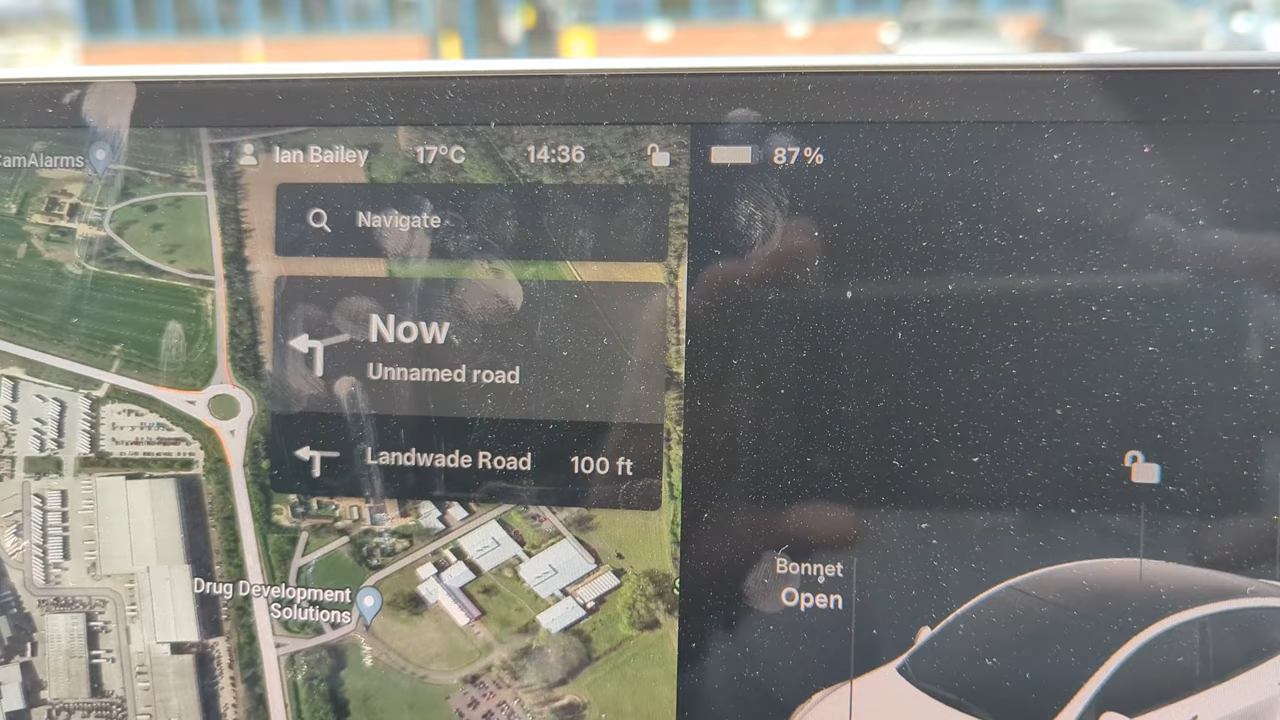 Ian Bailey 17°C 14:36
87%
Navigate
Now
Unnamed road
Landwade Road 100 ft
Drug Development
Solutions
Bonnet
Open